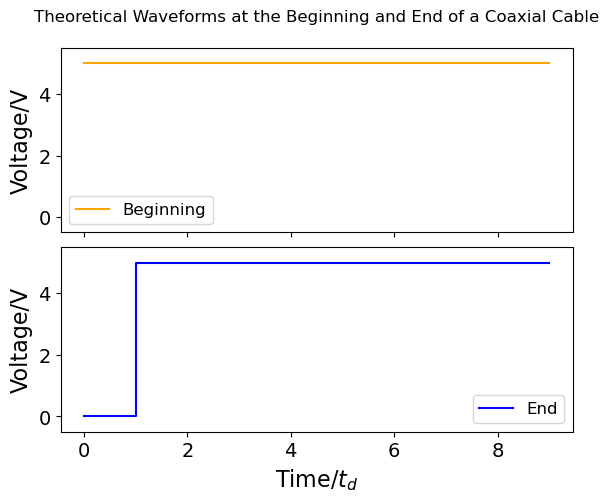 Theoretical Waveforms at the Beginning and End of a Coaxial Cable
Voltage/V
4
2
0
Beginning
Voltage/V
4
2
0
End
0 2 4 6 8
Time/t_d